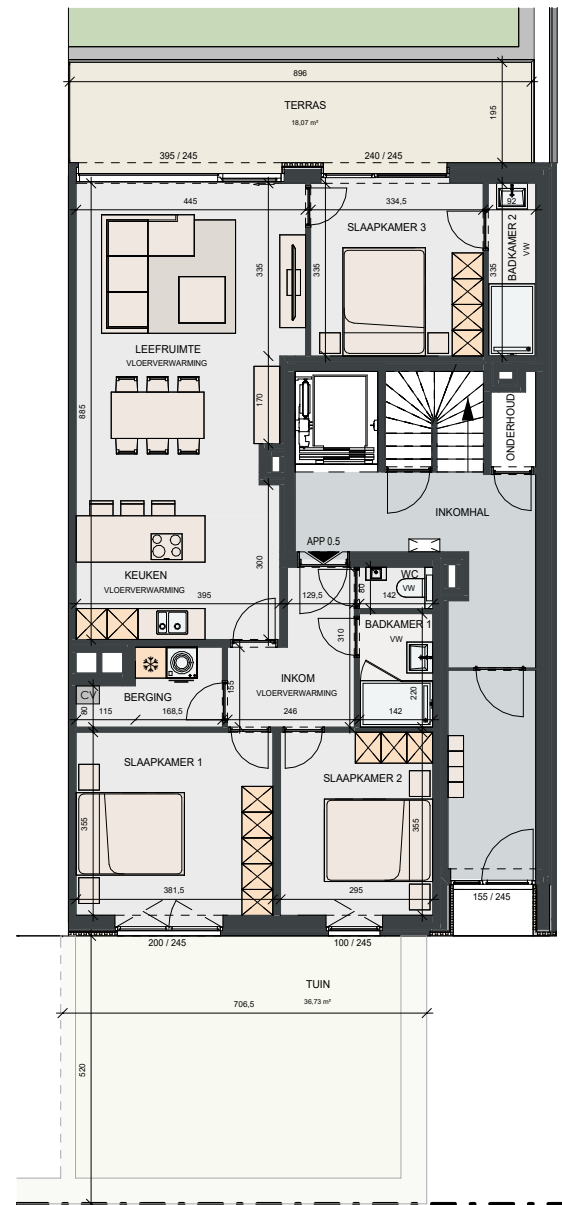 896
TERRAS
18,07 m²
195
395 / 245
240 / 245
445
334,5
92
SLAAPKAMER 3
BADKAMER 2
VW
335
335
335
LEEFRUIMTE
VLOERVERWARMING
885
170
ONDERHOUD
INKOMHAL
APP 0.5
300
KEUKEN
VLOERVERWARMING
395
129,5
80
WC
VW
142
BADKAMER 1
VW
310
INKOM
VLOERVERWARMING
155
246
220
142
CV
BERGING
80
115
168,5
SLAAPKAMER 1
SLAAPKAMER 2
355
355
381,5
295
200 / 245
100 / 245
155 / 245
TUIN
36,73 m²
706,5
520